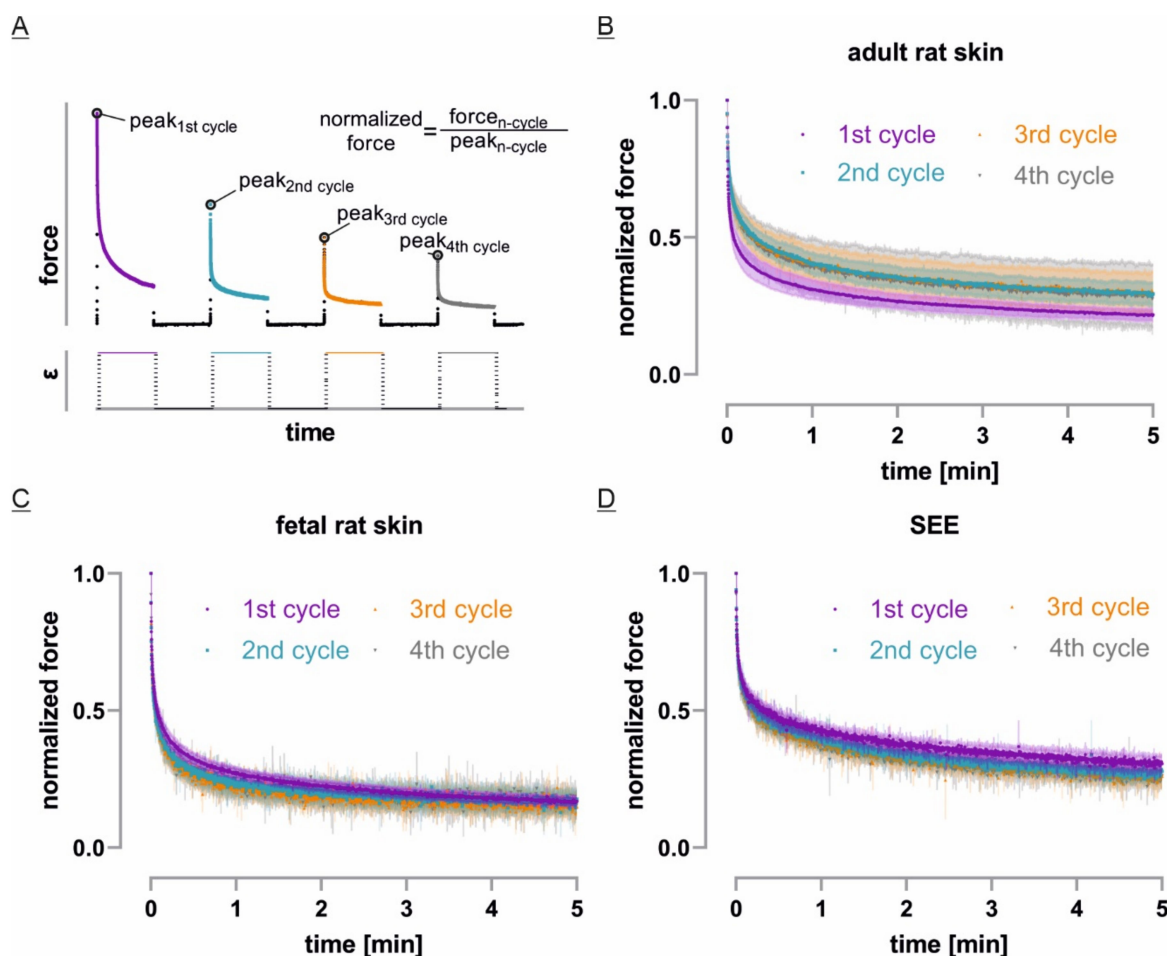 A
peak1st cycle
normalized force = forcen-cycle / peakn-cycle
peak2nd cycle
peak3rd cycle
peak4th cycle
force
ε
time
B
adult rat skin
1.0
0.5
0.0
normalized force
1st cycle
3rd cycle
2nd cycle
4th cycle
0 1 2 3 4 5
time [min]
C
fetal rat skin
1.0
0.5
0.0
normalized force
1st cycle
3rd cycle
2nd cycle
4th cycle
0 1 2 3 4 5
time [min]
D
SEE
1.0
0.5
0.0
normalized force
1st cycle
3rd cycle
2nd cycle
4th cycle
0 1 2 3 4 5
time [min]